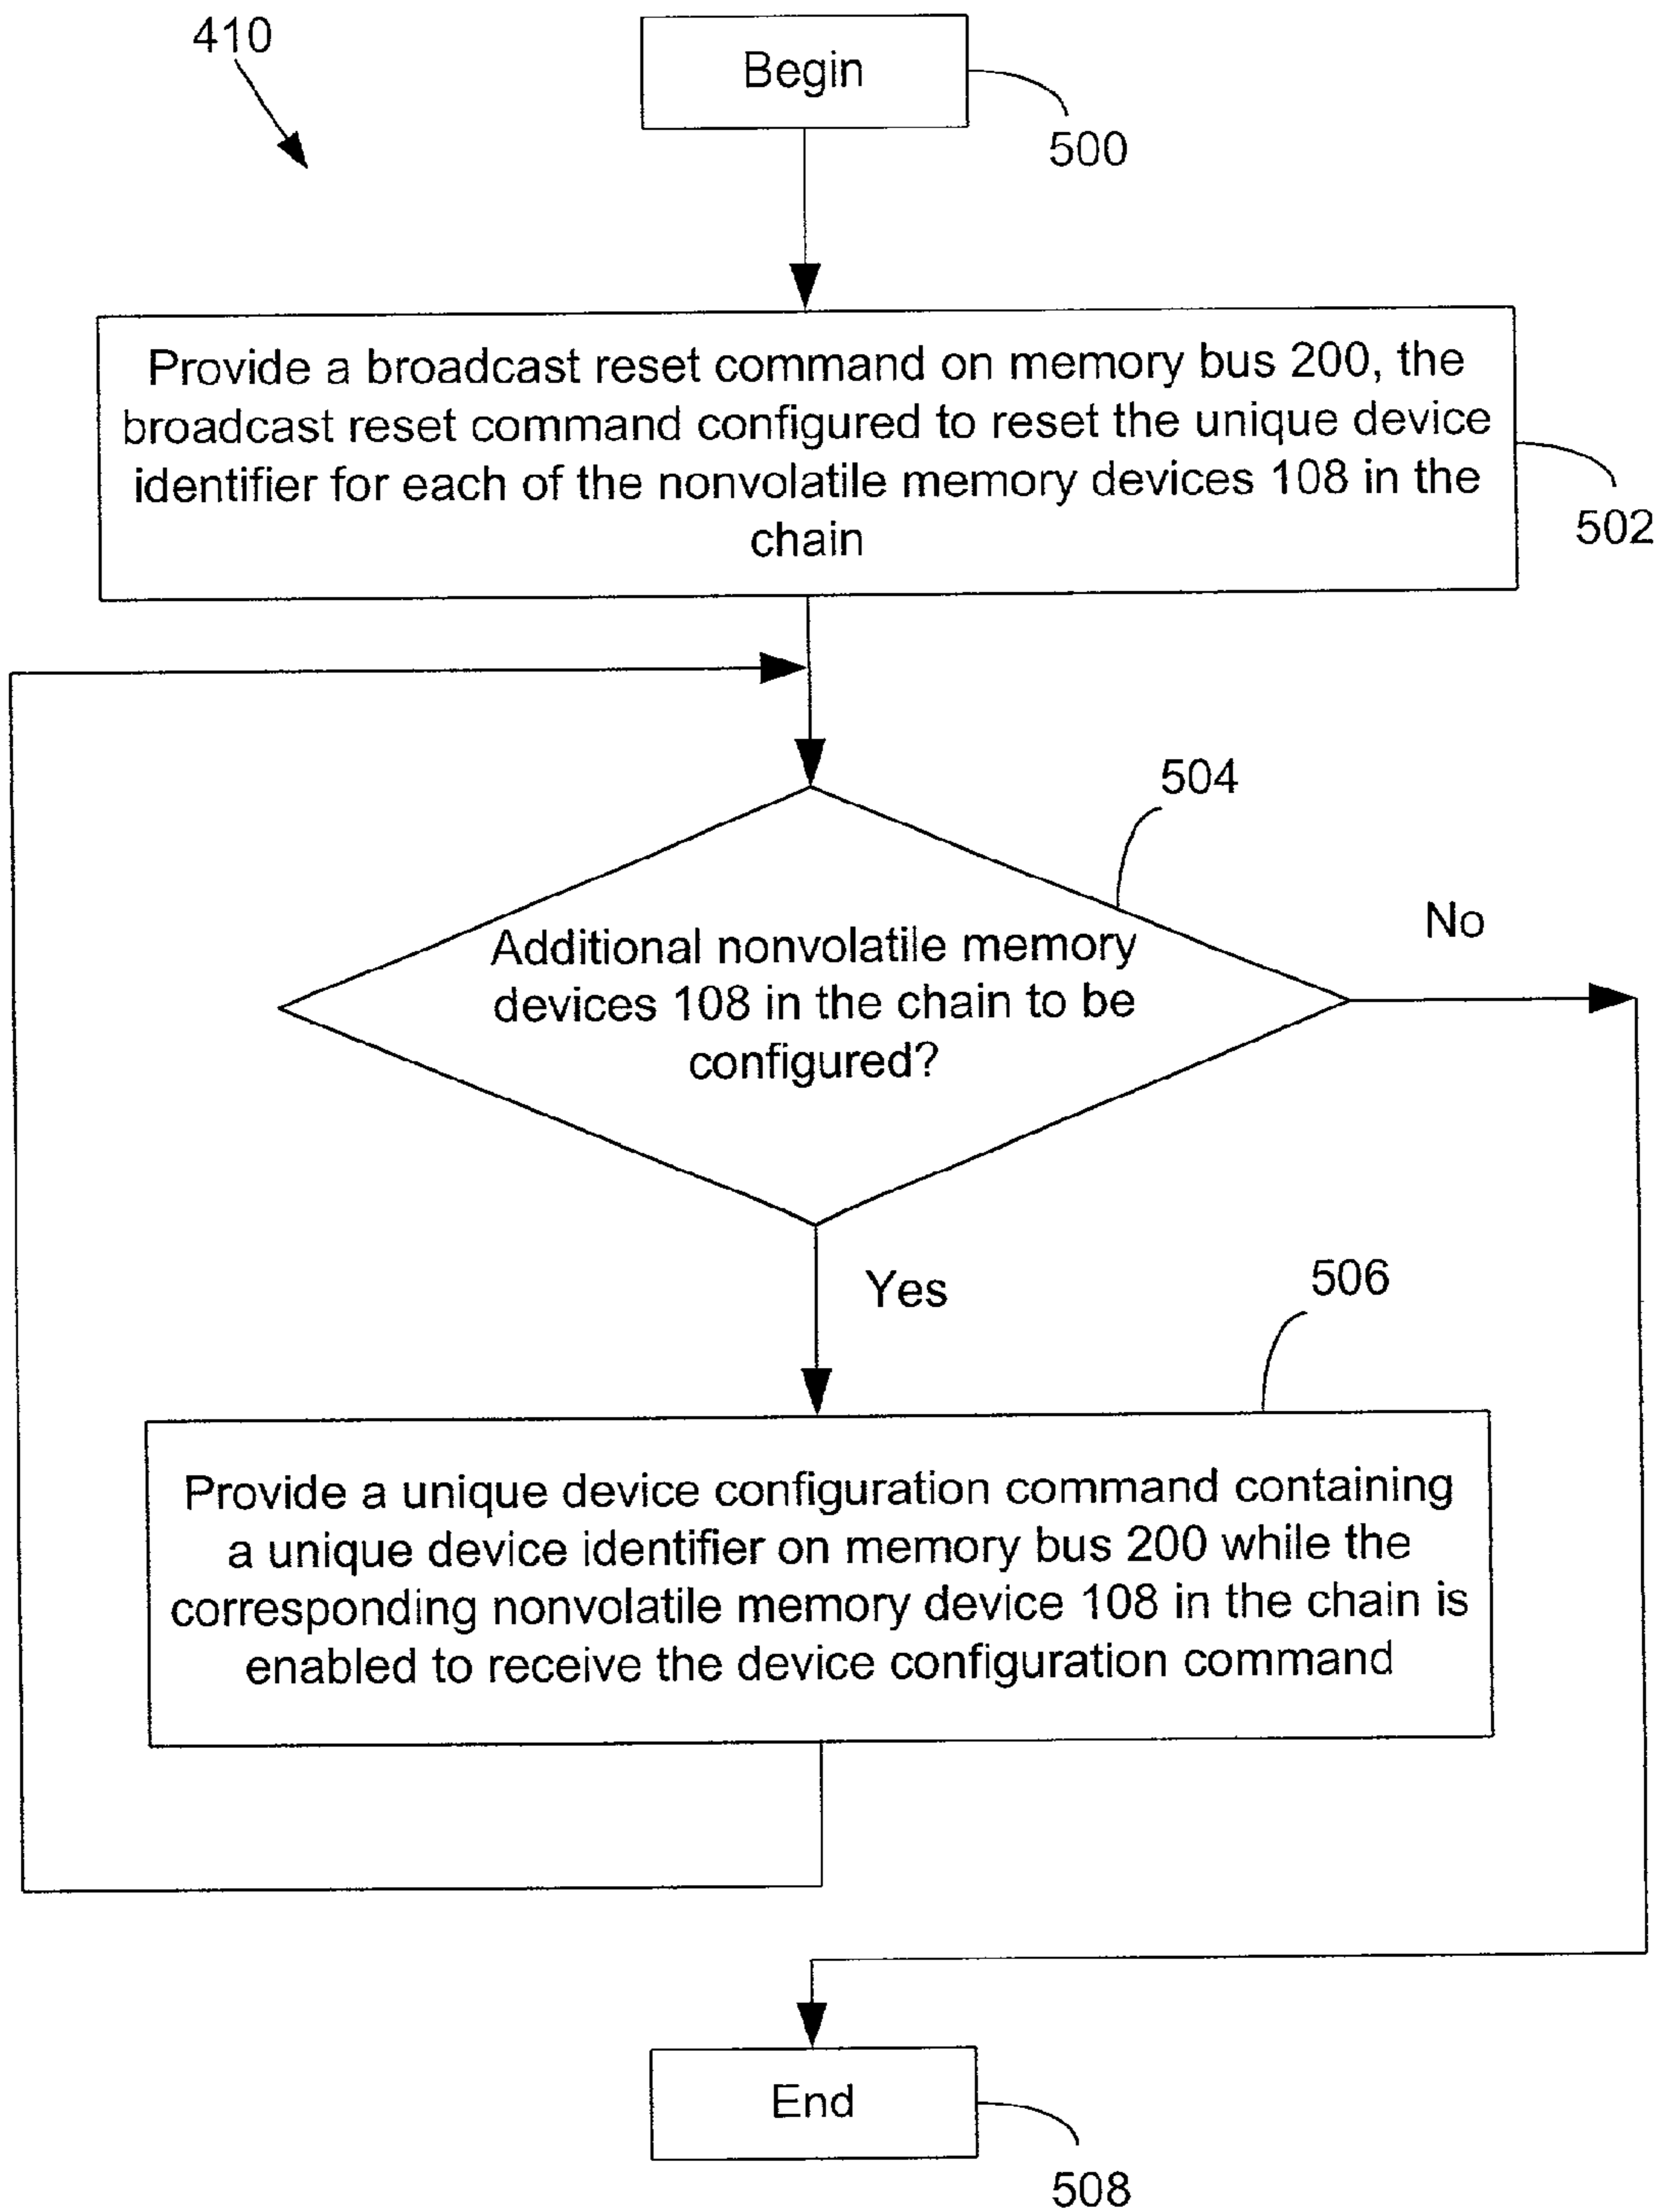 410
Begin
500
Provide a broadcast reset command on memory bus 200, the
broadcast reset command configured to reset the unique device
identifier for each of the nonvolatile memory devices 108 in the
chain
502
504
No
Additional nonvolatile memory
devices 108 in the chain to be
configured?
Yes
506
Provide a unique device configuration command containing
a unique device identifier on memory bus 200 while the
corresponding nonvolatile memory device 108 in the chain is
enabled to receive the device configuration command
End
508